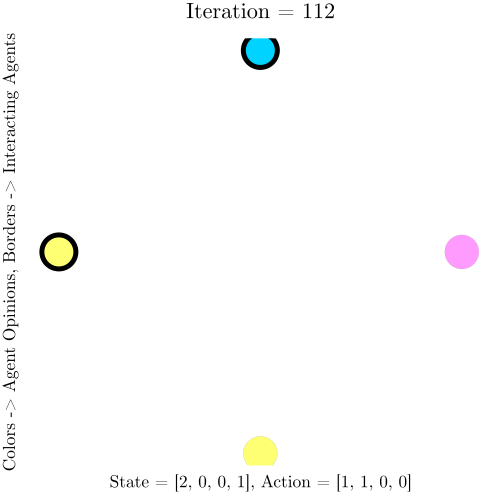 Iteration = 112
Colors -> Agent Opinions, Borders -> Interacting Agents
State = [2, 0, 0, 1], Action = [1, 1, 0, 0]